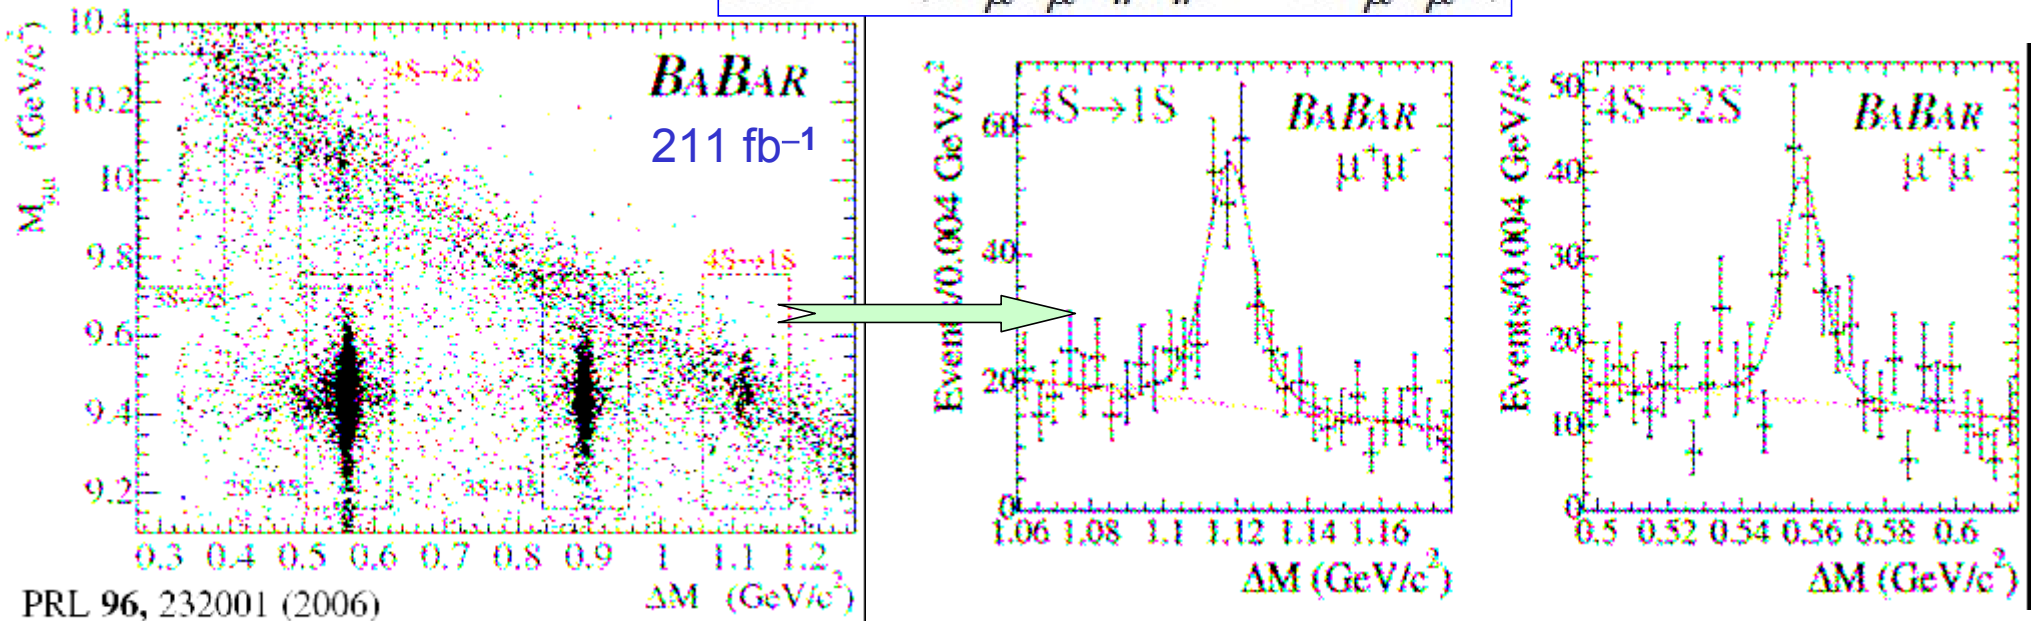 BABAR
211 fb⁻¹
4S→2S
4S→1S
M_μμ (GeV/c²)
10.4
10.2
10
9.8
9.6
9.4
9.2
0.3 0.4 0.5 0.6 0.7 0.8 0.9 1 1.1 1.2
ΔM (GeV/c²)
PRL 96, 232001 (2006)
4S→1S
BABAR
μ⁺μ⁻
Events/0.004 GeV/c²
60
40
20
0
1.06 1.08 1.1 1.12 1.14 1.16
ΔM (GeV/c²)
4S→2S
BABAR
μ⁺μ⁻
Events/0.004 GeV/c²
50
40
30
20
10
0
0.5 0.52 0.54 0.56 0.58 0.6
ΔM (GeV/c²)